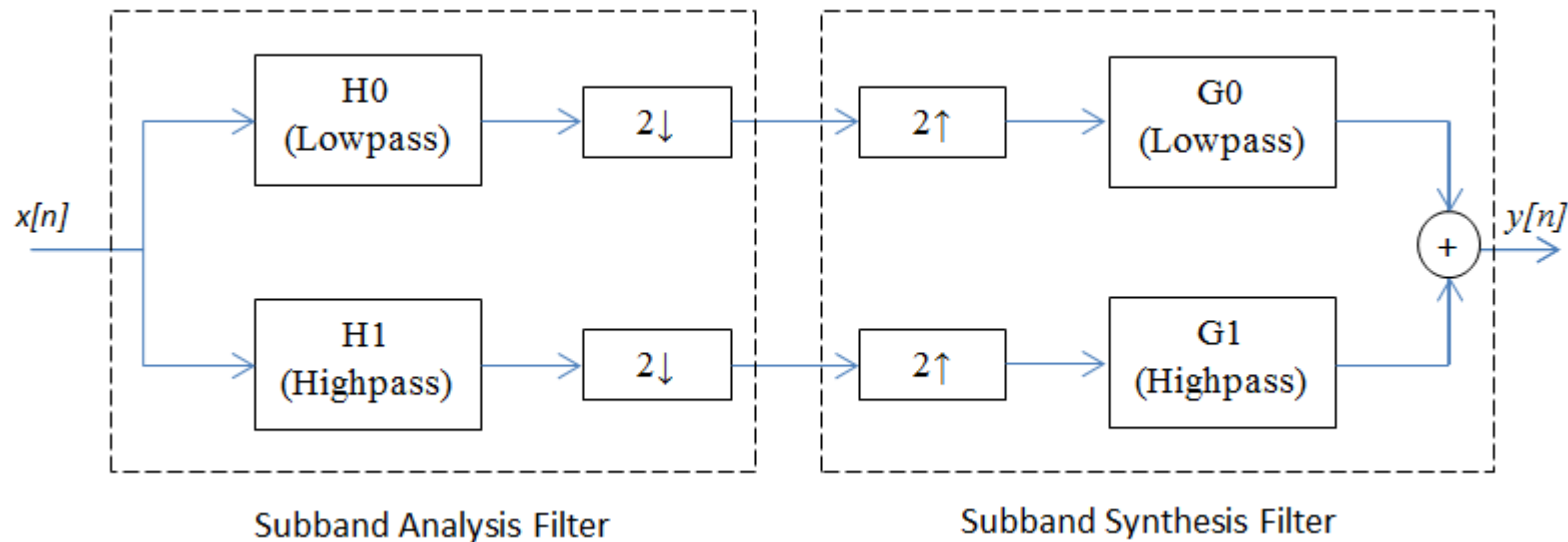 H0
(Lowpass)
2↓
2↑
G0
(Lowpass)
x[n]
y[n]
+
H1
(Highpass)
2↓
2↑
G1
(Highpass)
Subband Analysis Filter
Subband Synthesis Filter